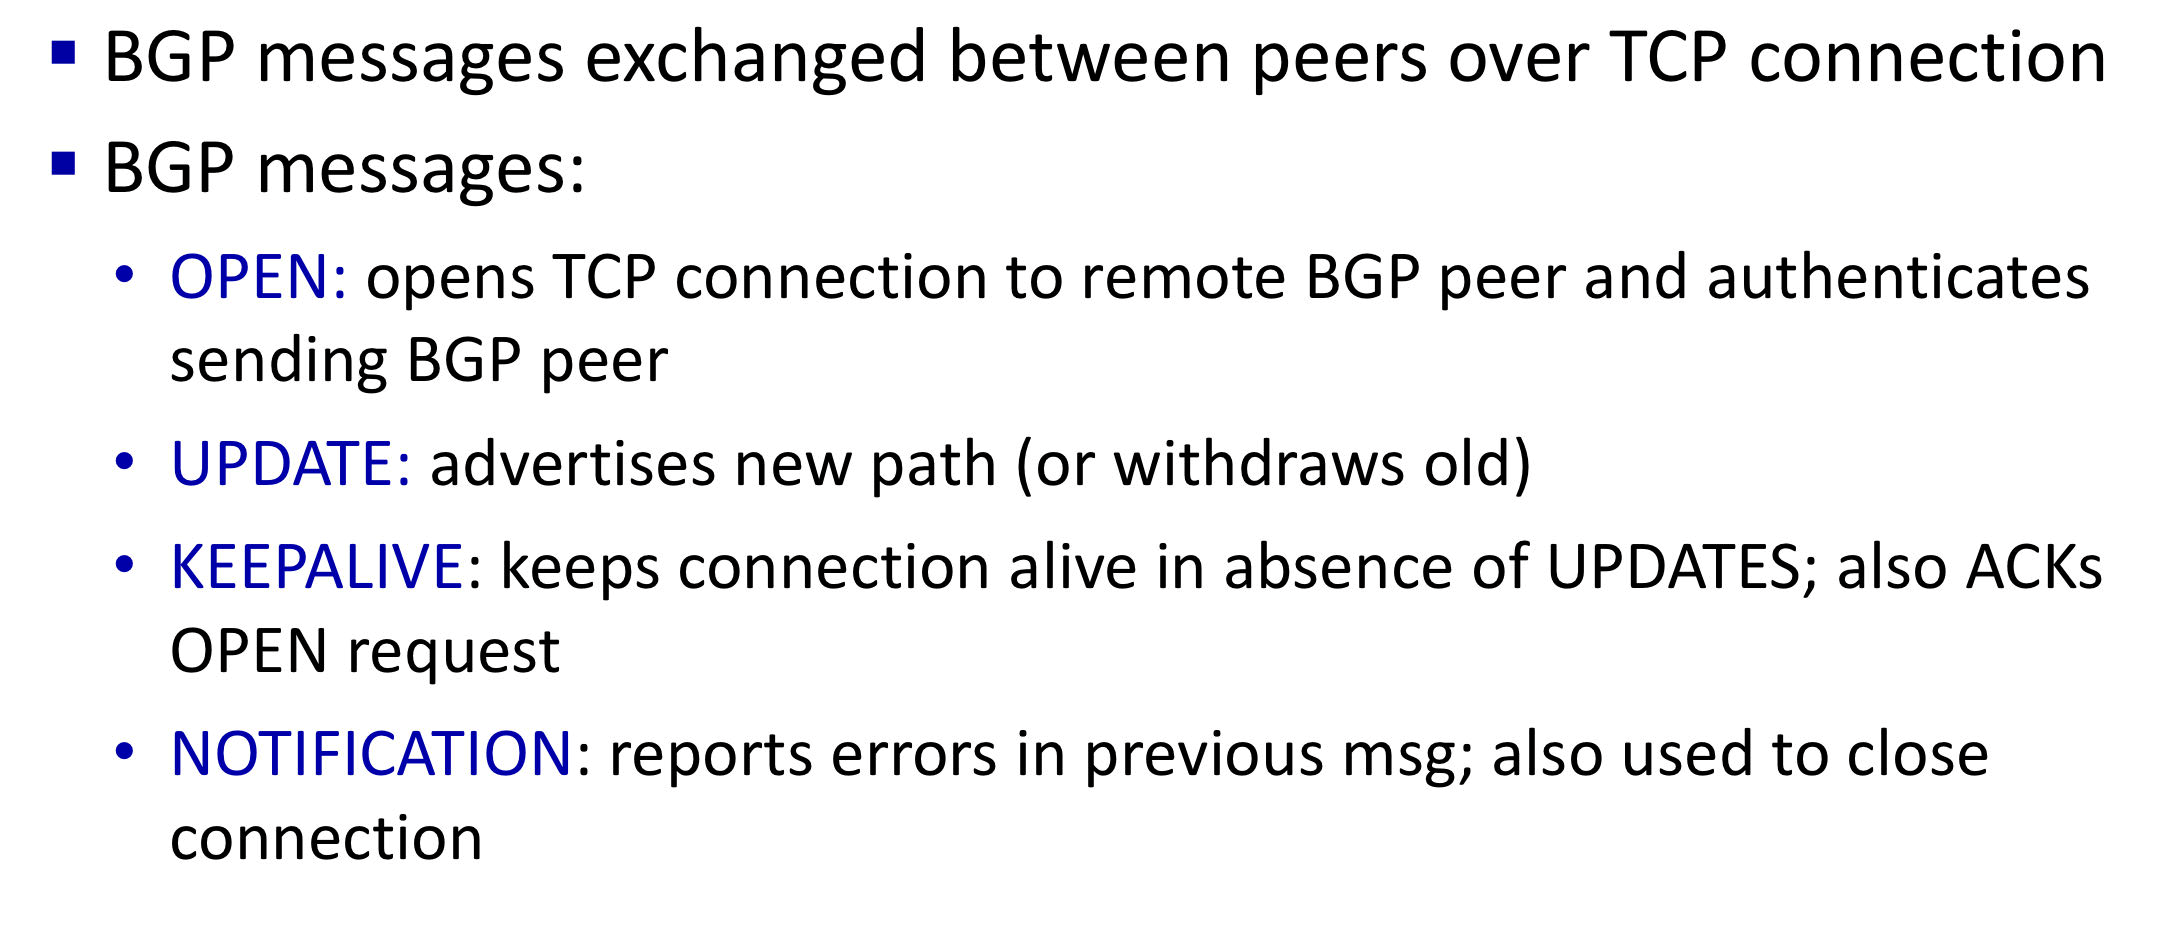 ▪ BGP messages exchanged between peers over TCP connection
▪ BGP messages:
• OPEN: opens TCP connection to remote BGP peer and authenticates
sending BGP peer
• UPDATE: advertises new path (or withdraws old)
• KEEPALIVE: keeps connection alive in absence of UPDATES; also ACKs
OPEN request
• NOTIFICATION: reports errors in previous msg; also used to close
connection